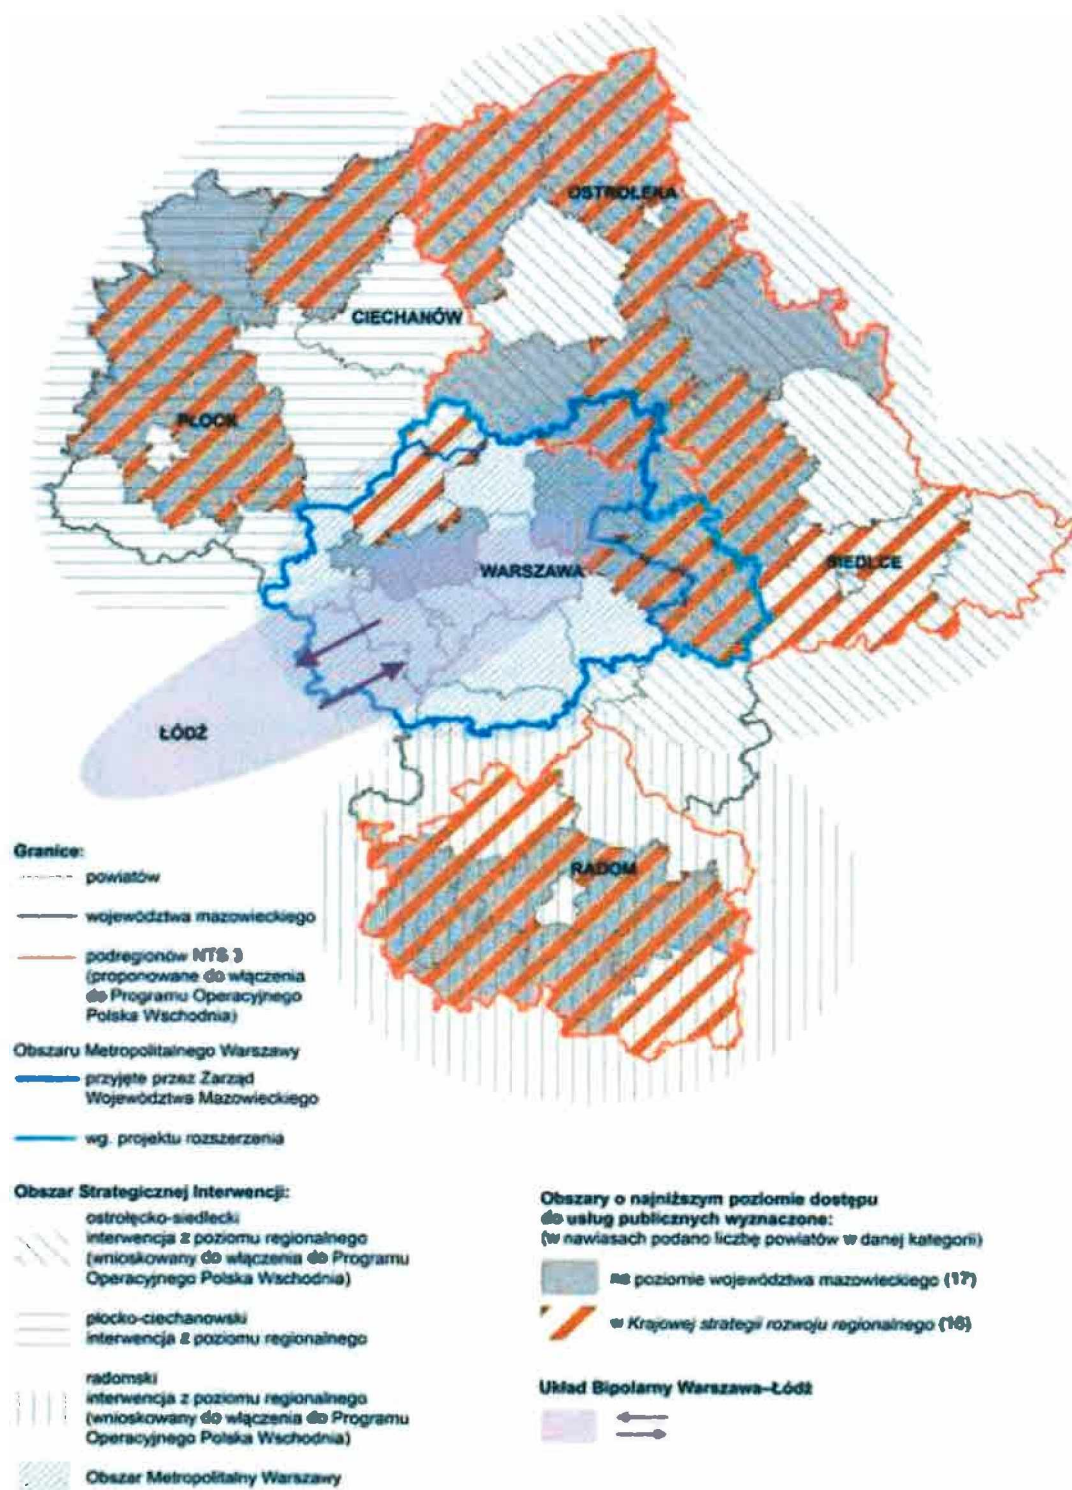 OSTROŁĘKA
CIECHANÓW
PŁOCK
SIEDLCE
WARSZAWA
ŁÓDŹ
RADOM
Granice:
powiatów
województwa mazowieckiego
podregionów NTS 3
(proponowane do włączenia
do Programu Operacyjnego
Polska Wschodnia)
Obszaru Metropolitalnego Warszawy
przyjęte przez Zarząd
Województwa Mazowieckiego
wg. projektu rozszerzenia
Obszar Strategicznej Interwencji:
ostrołęcko-siedlecki
interwencja z poziomu regionalnego
(wnioskowany do włączenia do Programu
Operacyjnego Polska Wschodnia)
płocko-ciechanowski
interwencja z poziomu regionalnego
radomski
interwencja z poziomu regionalnego
(wnioskowany do włączenia do Programu
Operacyjnego Polska Wschodnia)
Obszar Metropolitalny Warszawy
Obszary o najniższym poziomie dostępu
do usług publicznych wyznaczone:
(w nawiasach podano liczbę powiatów w danej kategorii)
na poziomie województwa mazowieckiego (17)
w Krajowej strategii rozwoju regionalnego (16)
Układ Bipolarny Warszawa–Łódź